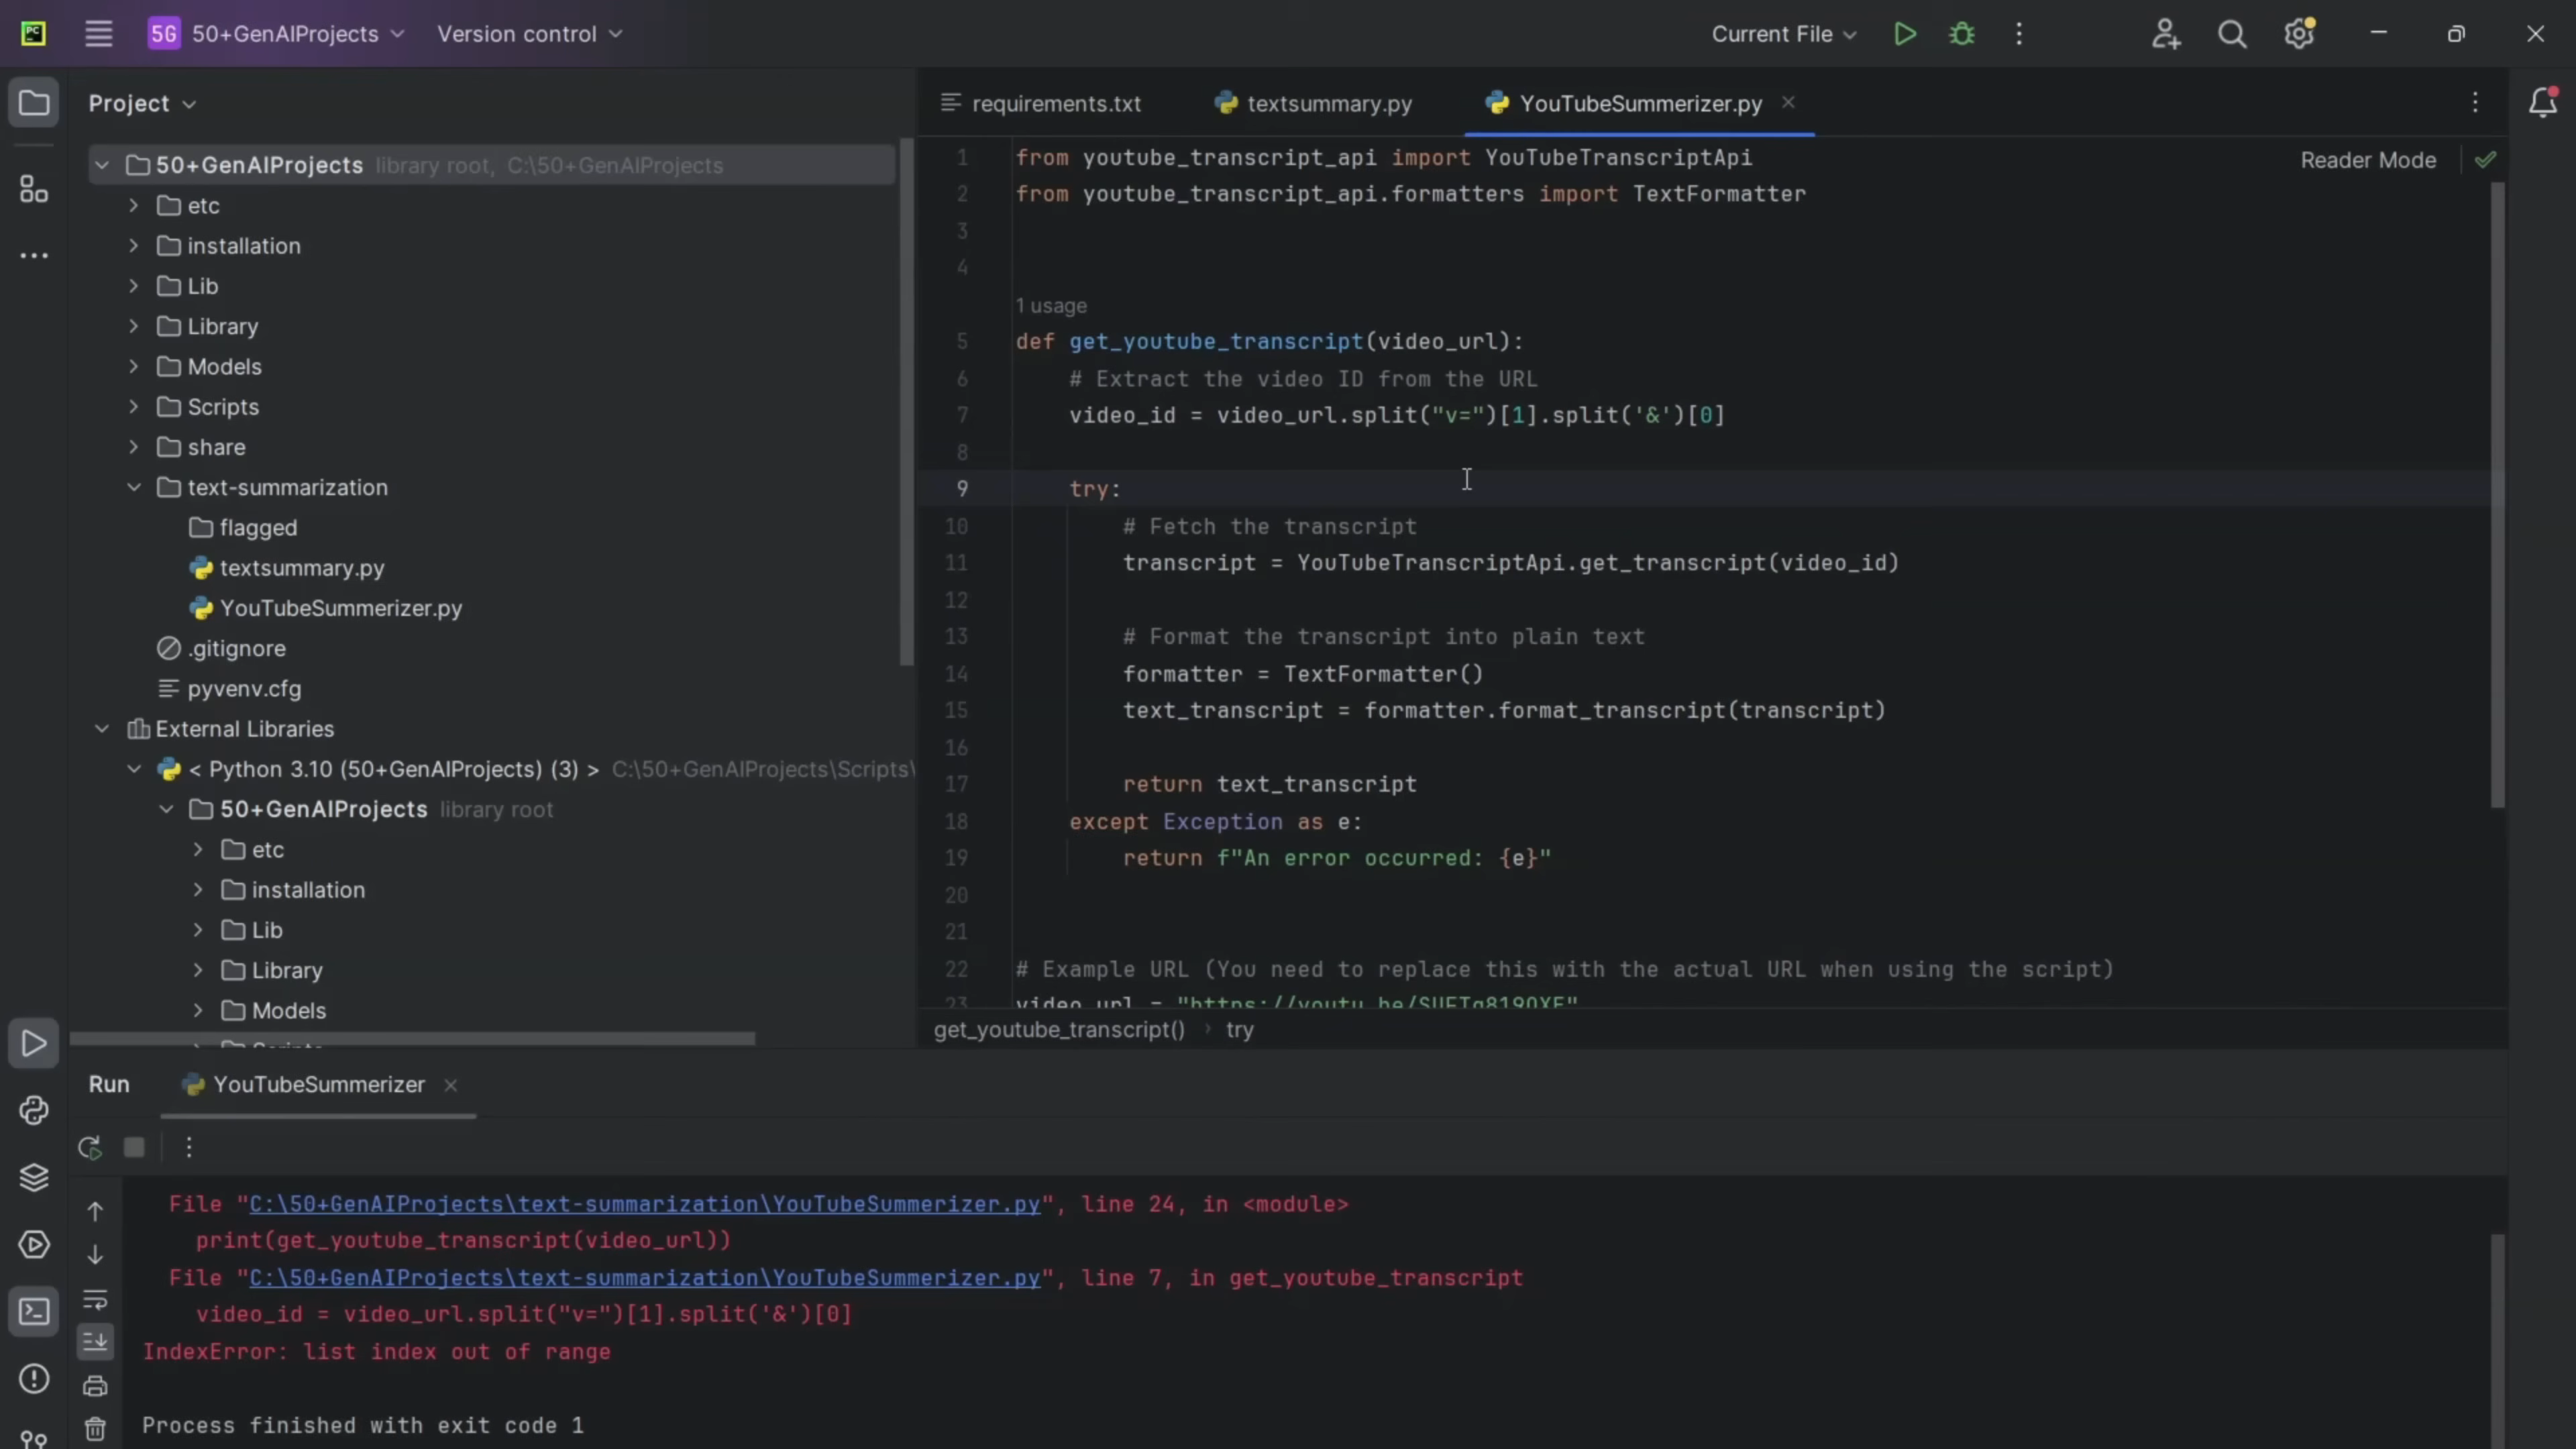 PC
5G 50+GenAIProjects Version control Current File
Project
50+GenAIProjects library root, C:\50+GenAIProjects
etc
installation
Lib
Library
Models
Scripts
share
text-summarization
flagged
textsummary.py
YouTubeSummerizer.py
.gitignore
pyvenv.cfg
External Libraries
< Python 3.10 (50+GenAIProjects) (3) > C:\50+GenAIProjects\Scripts\
50+GenAIProjects library root
etc
installation
Lib
Library
Models
Scripts
requirements.txt textsummary.py YouTubeSummerizer.py
Reader Mode
1 from youtube_transcript_api import YouTubeTranscriptApi
2 from youtube_transcript_api.formatters import TextFormatter
3
4
1 usage
5 def get_youtube_transcript(video_url):
6 # Extract the video ID from the URL
7 video_id = video_url.split("v=")[1].split('&')[0]
8
9 try:
10 # Fetch the transcript
11 transcript = YouTubeTranscriptApi.get_transcript(video_id)
12
13 # Format the transcript into plain text
14 formatter = TextFormatter()
15 text_transcript = formatter.format_transcript(transcript)
16
17 return text_transcript
18 except Exception as e:
19 return f"An error occurred: {e}"
20
21
22 # Example URL (You need to replace this with the actual URL when using the script)
23 video_url =
get_youtube_transcript() › try
Run YouTubeSummerizer
File "C:\50+GenAIProjects\text-summarization\YouTubeSummerizer.py", line 24, in <module>
print(get_youtube_transcript(video_url))
File "C:\50+GenAIProjects\text-summarization\YouTubeSummerizer.py", line 7, in get_youtube_transcript
video_id = video_url.split("v=")[1].split('&')[0]
IndexError: list index out of range
Process finished with exit code 1